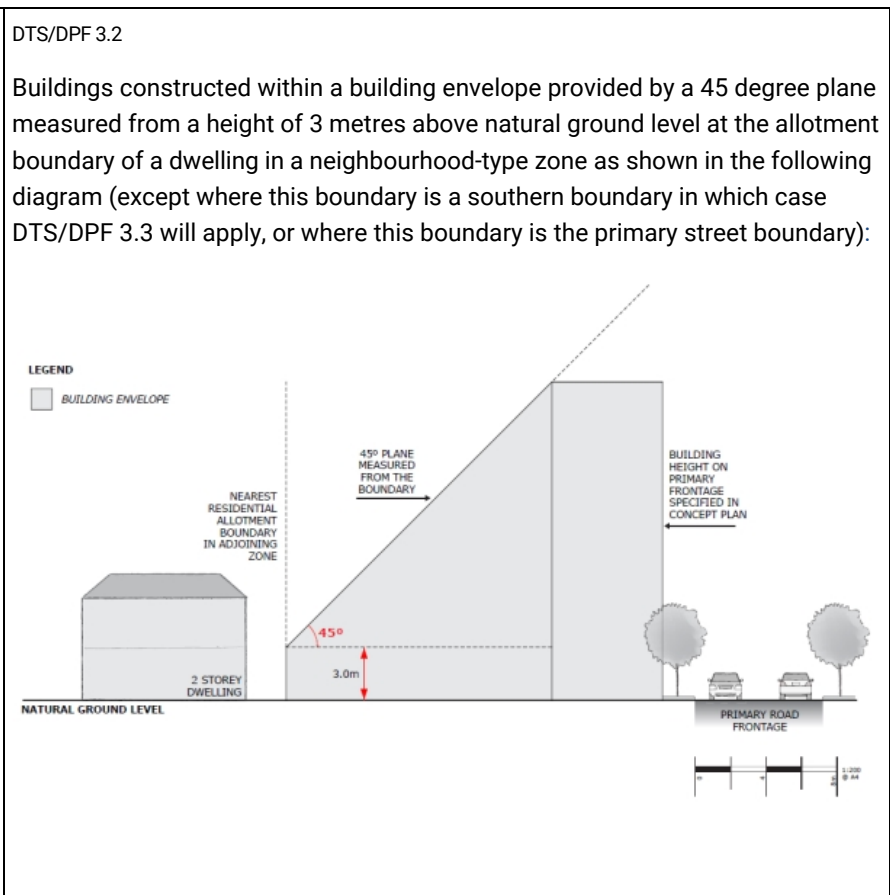 DTS/DPF 3.2
Buildings constructed within a building envelope provided by a 45 degree plane
measured from a height of 3 metres above natural ground level at the allotment
boundary of a dwelling in a neighbourhood-type zone as shown in the following
diagram (except where this boundary is a southern boundary in which case
DTS/DPF 3.3 will apply, or where this boundary is the primary street boundary):
LEGEND
BUILDING ENVELOPE
45º PLANE
MEASURED
FROM THE
BOUNDARY
BUILDING
HEIGHT ON
PRIMARY
FRONTAGE
SPECIFIED IN
CONCEPT PLAN
NEAREST
RESIDENTIAL
ALLOTMENT
BOUNDARY
IN ADJOINING
ZONE
45º
3.0m
2 STOREY
DWELLING
NATURAL GROUND LEVEL
PRIMARY ROAD
FRONTAGE
1:200
@ A4